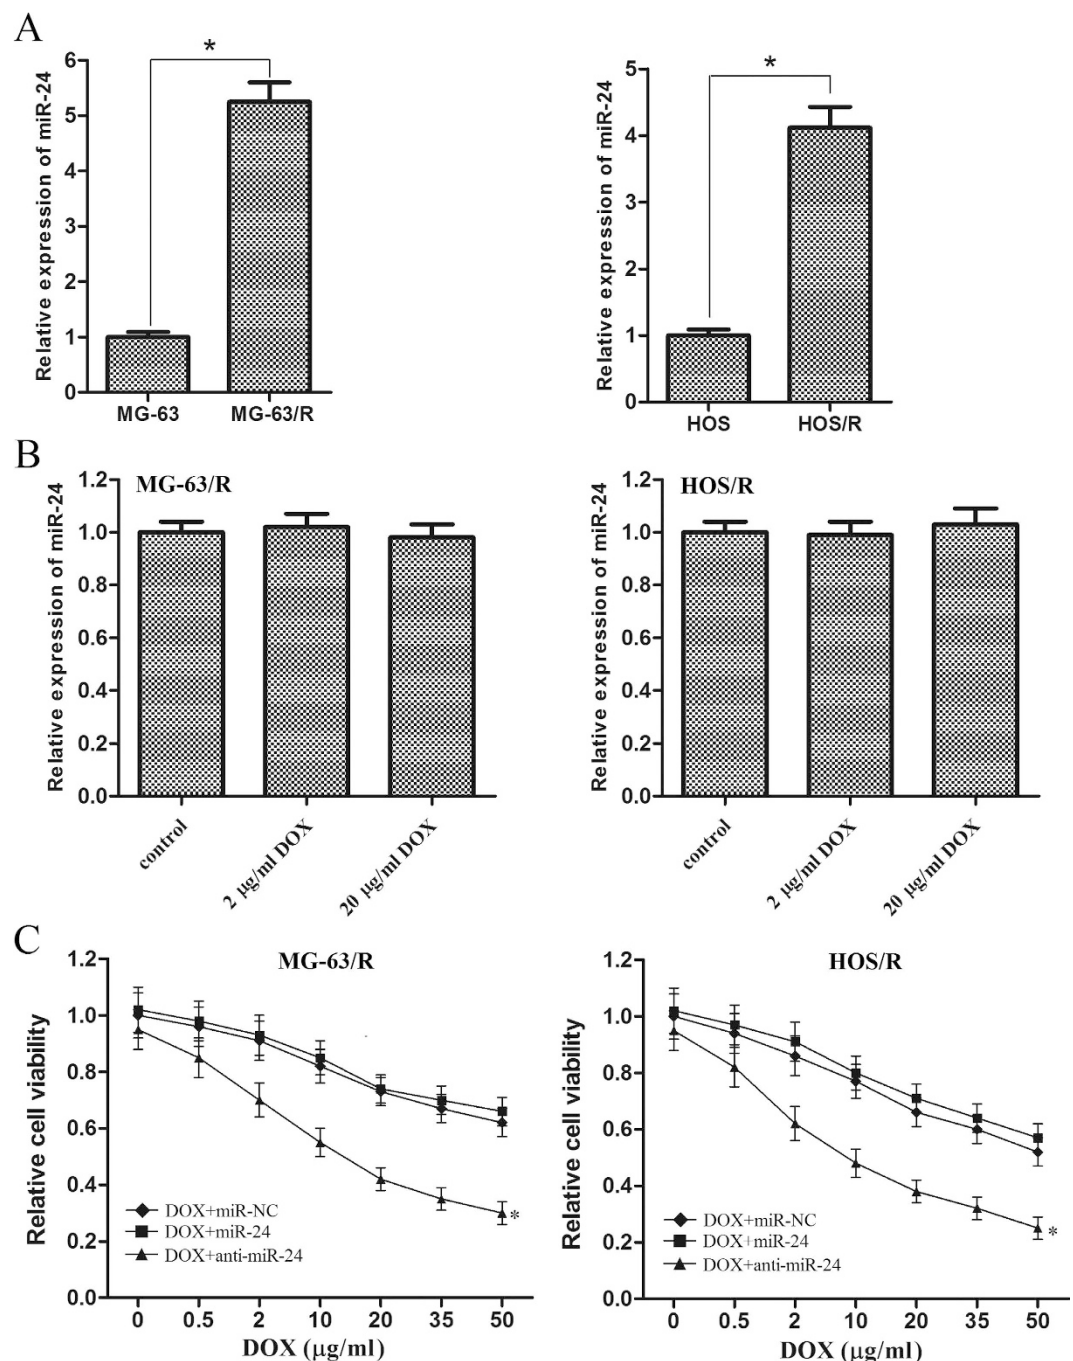 A
Relative expression of miR-24
6
5
4
3
2
1
0
*
MG-63
MG-63/R
Relative expression of miR-24
5
4
3
2
1
0
*
HOS
HOS/R
B
Relative expression of miR-24
1.2
1.0
0.8
0.6
0.4
0.2
0.0
MG-63/R
control
2 μg/ml DOX
20 μg/ml DOX
Relative expression of miR-24
1.2
1.0
0.8
0.6
0.4
0.2
0.0
HOS/R
control
2 μg/ml DOX
20 μg/ml DOX
C
MG-63/R
Relative cell viability
1.2
1.0
0.8
0.6
0.4
0.2
0.0
DOX+miR-NC
DOX+miR-24
DOX+anti-miR-24
*
0 0.5 2 10 20 35 50
DOX (μg/ml)
HOS/R
Relative cell viability
1.2
1.0
0.8
0.6
0.4
0.2
0.0
DOX+miR-NC
DOX+miR-24
DOX+anti-miR-24
*
0 0.5 2 10 20 35 50
DOX (μg/ml)